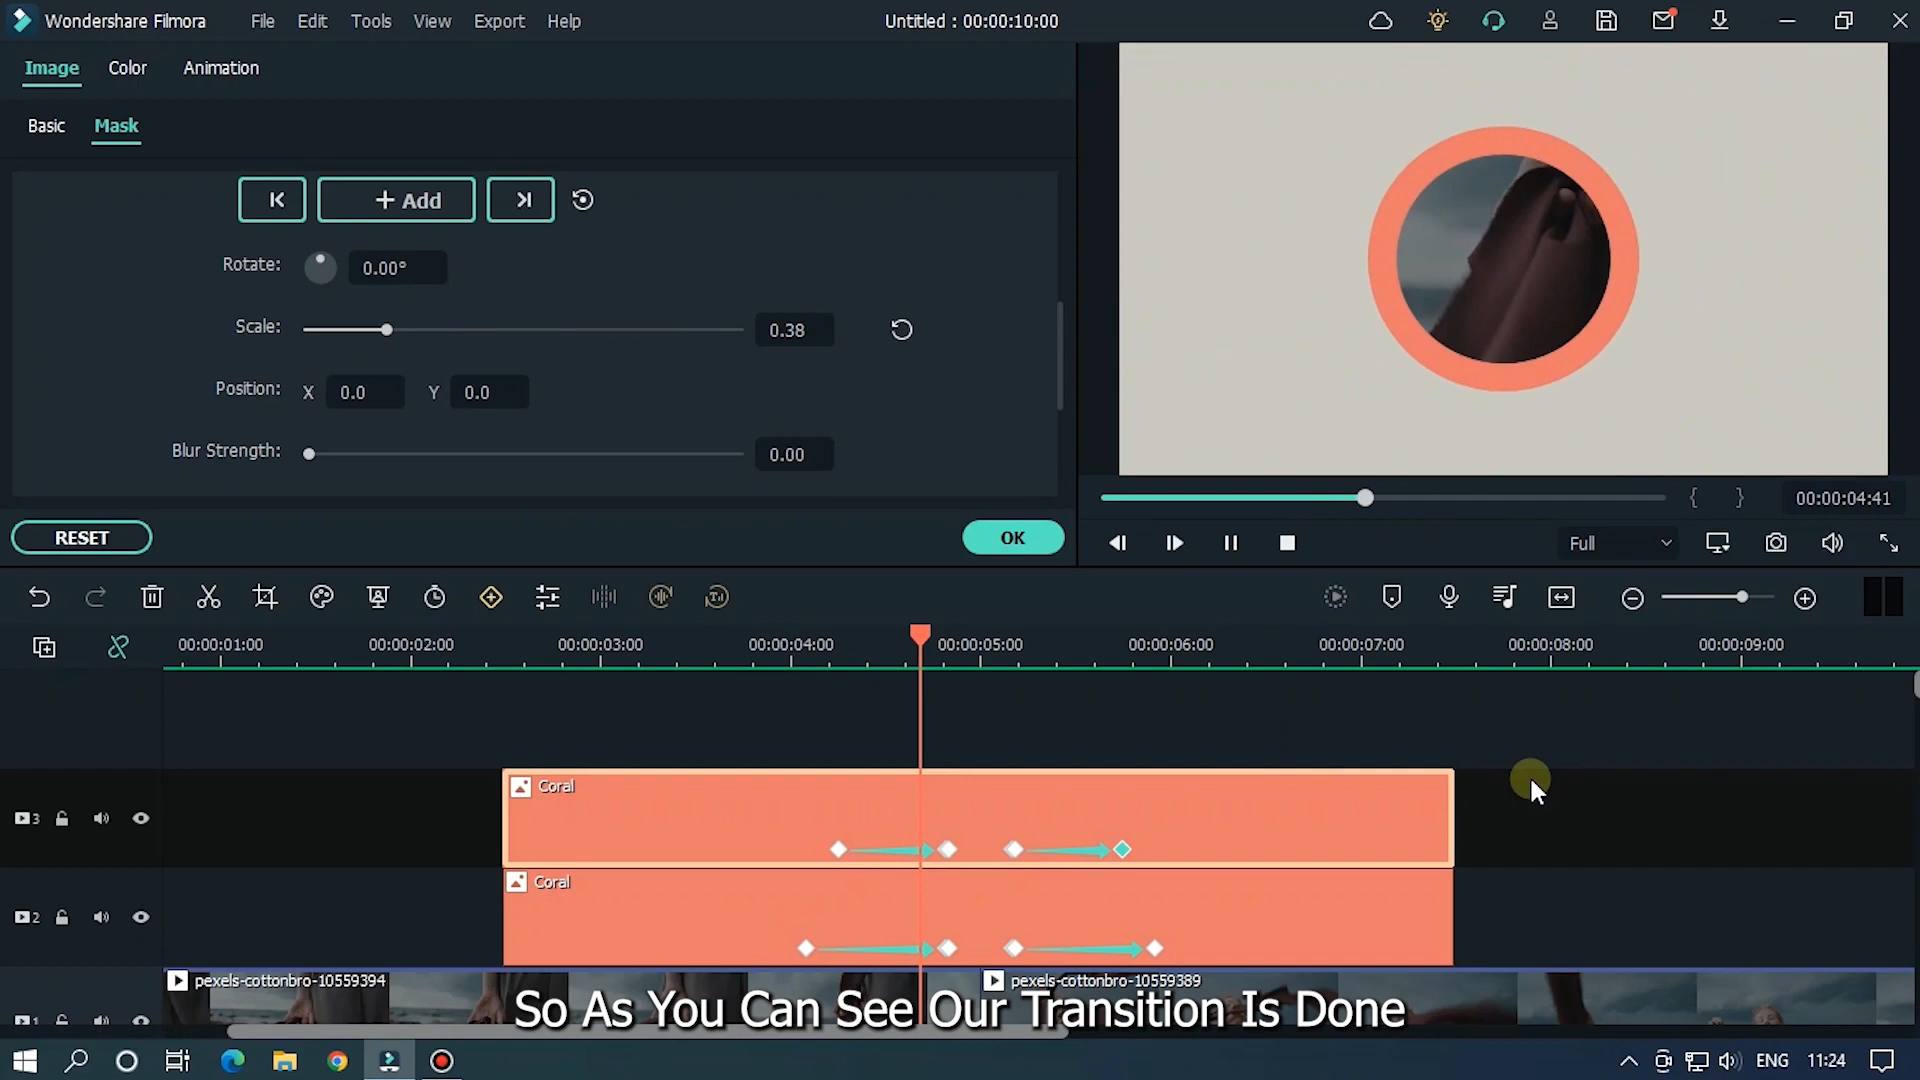 Wondershare Filmora File Edit Tools View Export Help Untitled : 00:00:10:00
Image Color Animation
Basic Mask
+ Add
Rotate: 0.00°
Scale: 0.38
Position: X 0.0 Y 0.0
Blur Strength: 0.00
RESET OK
{ } 00:00:04:41
Full
00:00:01:00 00:00:02:00 00:00:03:00 00:00:04:00 00:00:05:00 00:00:06:00 00:00:07:00 00:00:08:00 00:00:09:00
3 Coral
2 Coral
pexels-cottonbro-10559394 pexels-cottonbro-10559389
1
So As You Can See Our Transition Is Done
ENG 11:24